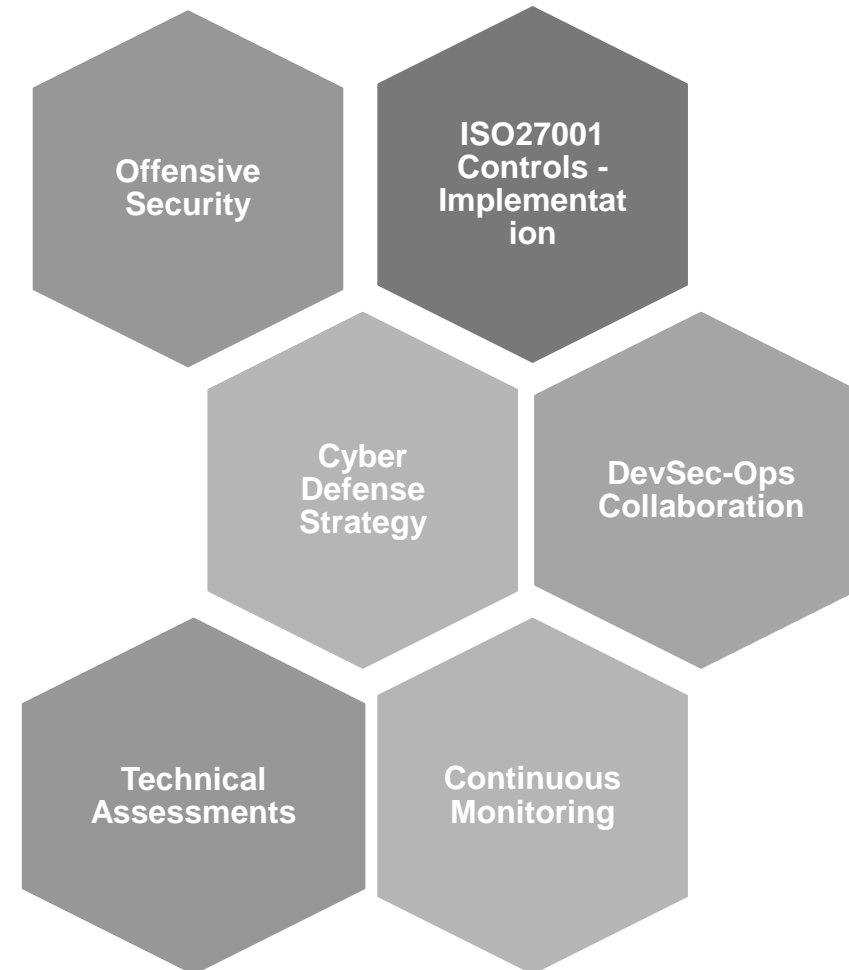 Offensive
Security
ISO27001
Controls -
Implementat
ion
Cyber
Defense
Strategy
DevSec-Ops
Collaboration
Technical
Assessments
Continuous
Monitoring